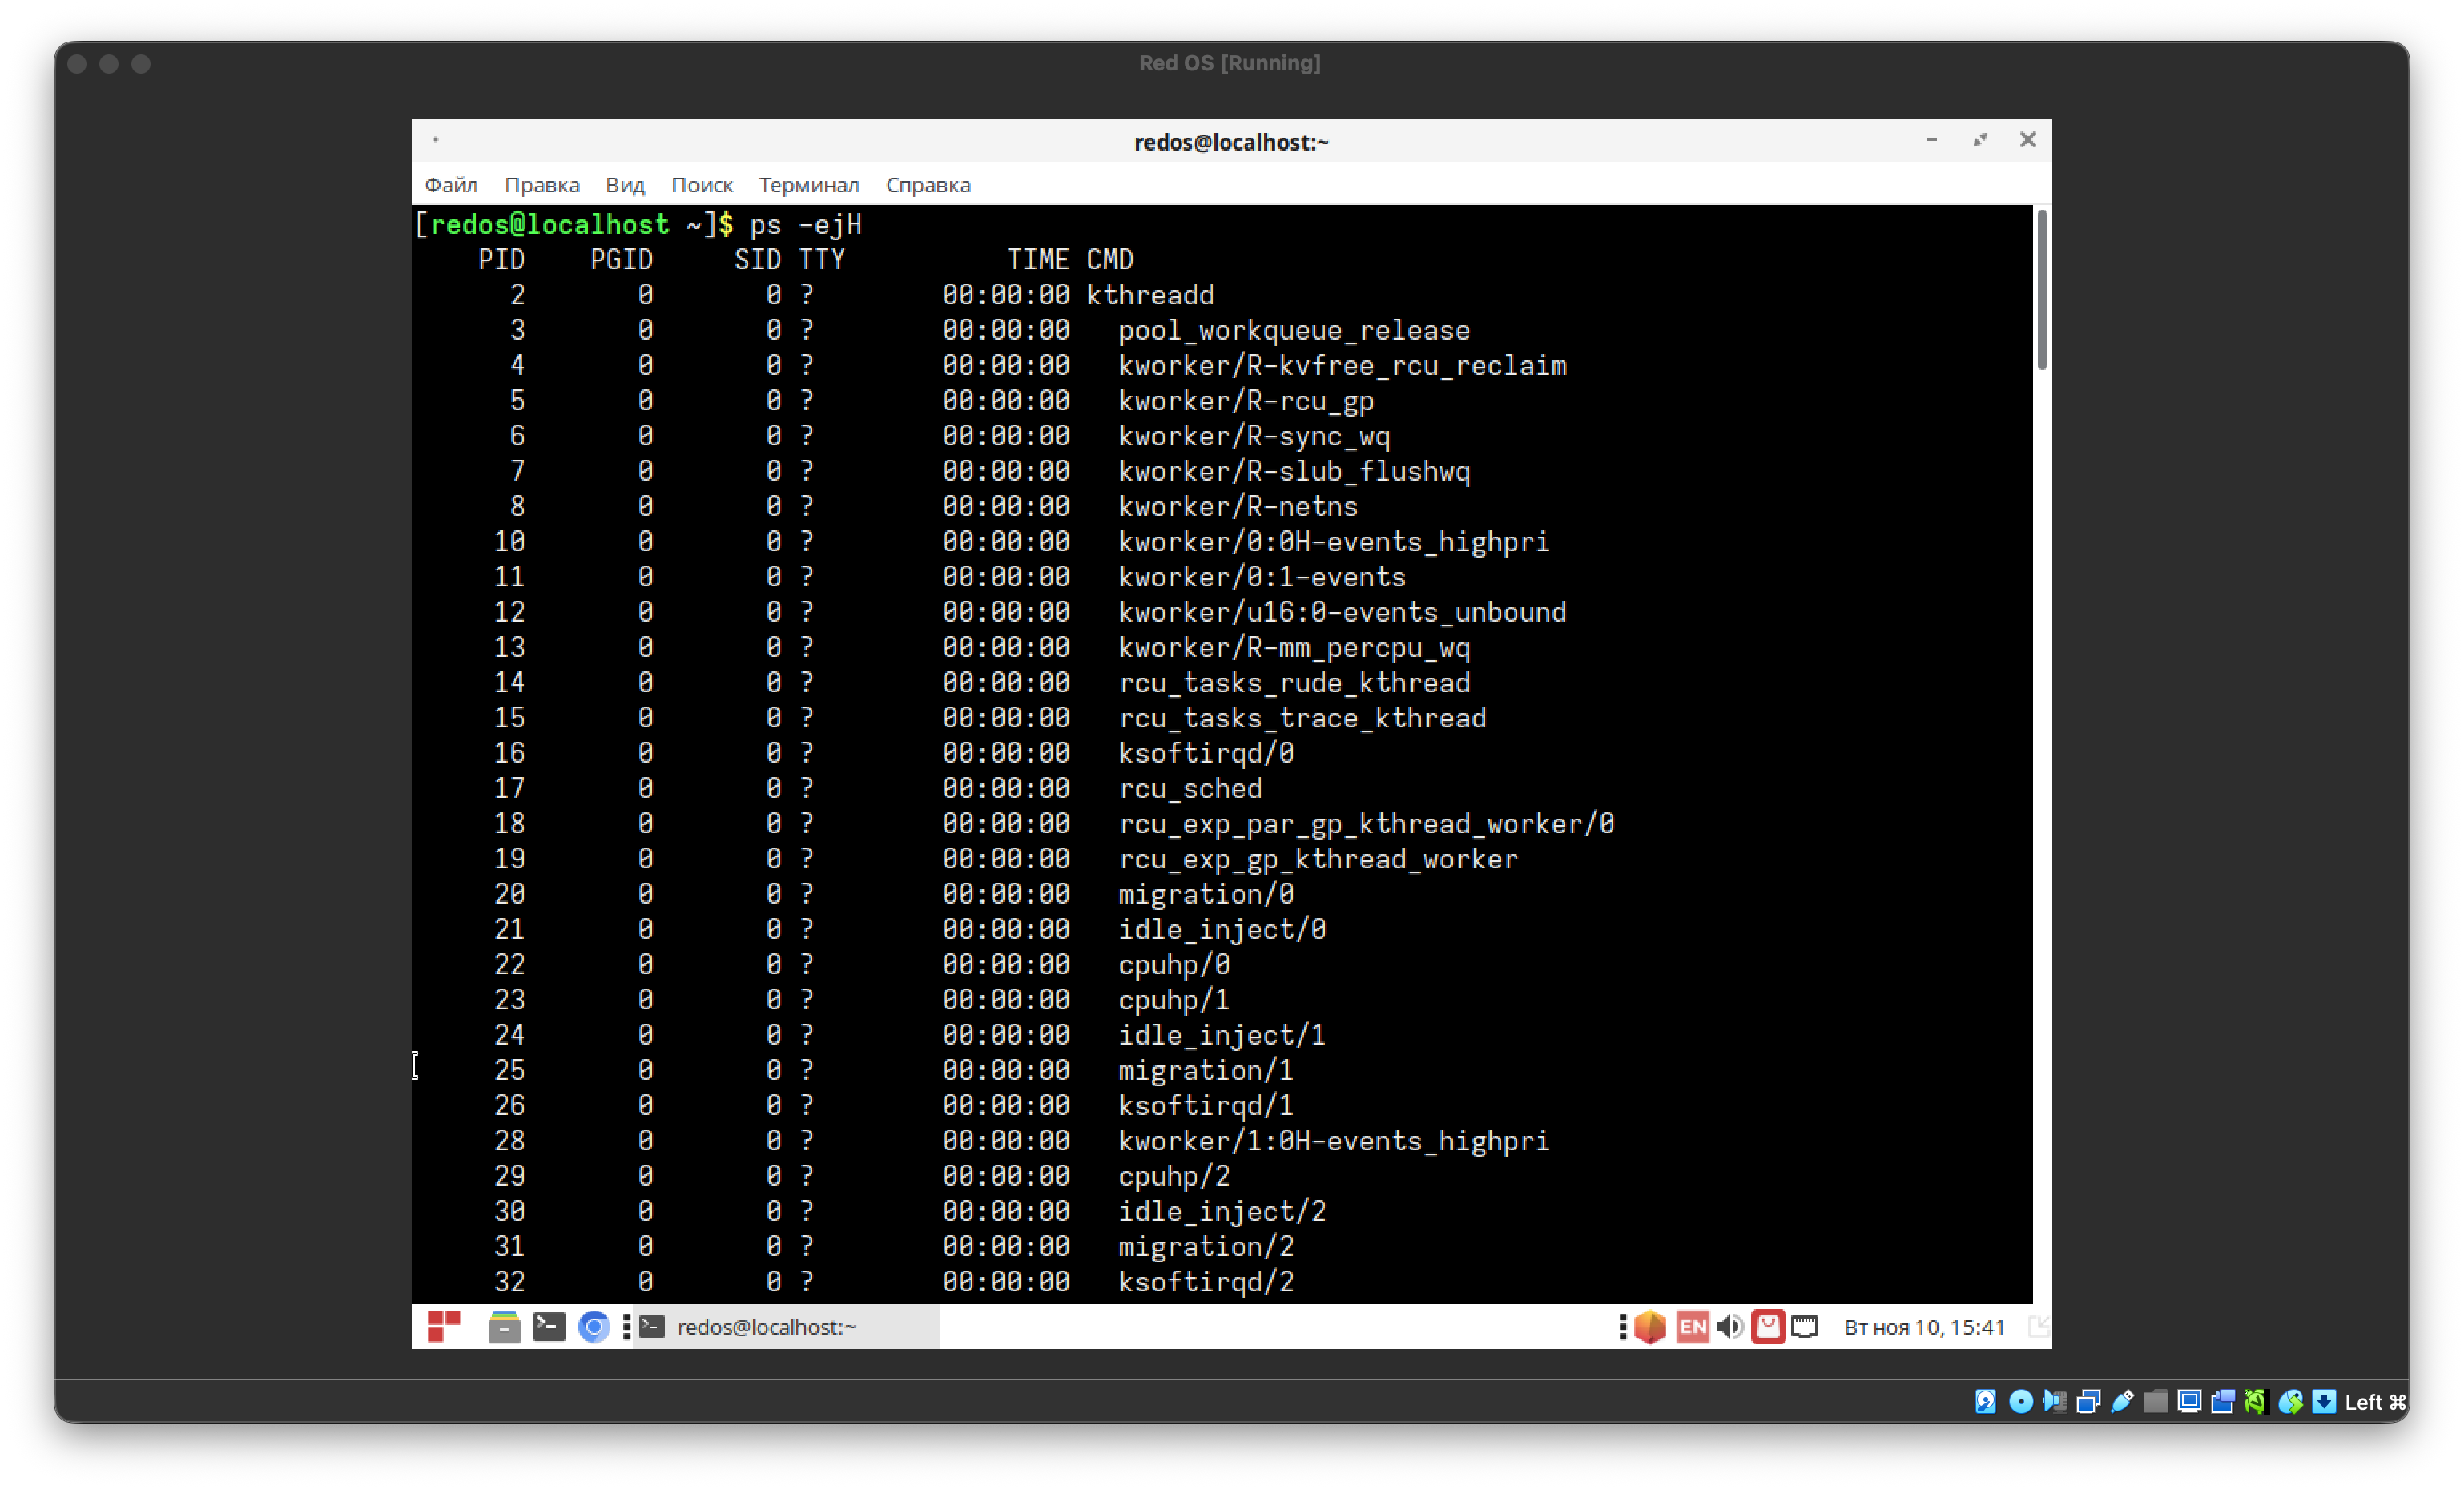 Red OS [Running]
redos@localhost:~
Файл Правка Вид Поиск Терминал Справка
[redos@localhost ~]$ ps -ejH
PID PGID SID TTY TIME CMD
2 0 0 ? 00:00:00 kthreadd
3 0 0 ? 00:00:00 pool_workqueue_release
4 0 0 ? 00:00:00 kworker/R-kvfree_rcu_reclaim
5 0 0 ? 00:00:00 kworker/R-rcu_gp
6 0 0 ? 00:00:00 kworker/R-sync_wq
7 0 0 ? 00:00:00 kworker/R-slub_flushwq
8 0 0 ? 00:00:00 kworker/R-netns
10 0 0 ? 00:00:00 kworker/0:0H-events_highpri
11 0 0 ? 00:00:00 kworker/0:1-events
12 0 0 ? 00:00:00 kworker/u16:0-events_unbound
13 0 0 ? 00:00:00 kworker/R-mm_percpu_wq
14 0 0 ? 00:00:00 rcu_tasks_rude_kthread
15 0 0 ? 00:00:00 rcu_tasks_trace_kthread
16 0 0 ? 00:00:00 ksoftirqd/0
17 0 0 ? 00:00:00 rcu_sched
18 0 0 ? 00:00:00 rcu_exp_par_gp_kthread_worker/0
19 0 0 ? 00:00:00 rcu_exp_gp_kthread_worker
20 0 0 ? 00:00:00 migration/0
21 0 0 ? 00:00:00 idle_inject/0
22 0 0 ? 00:00:00 cpuhp/0
23 0 0 ? 00:00:00 cpuhp/1
24 0 0 ? 00:00:00 idle_inject/1
25 0 0 ? 00:00:00 migration/1
26 0 0 ? 00:00:00 ksoftirqd/1
28 0 0 ? 00:00:00 kworker/1:0H-events_highpri
29 0 0 ? 00:00:00 cpuhp/2
30 0 0 ? 00:00:00 idle_inject/2
31 0 0 ? 00:00:00 migration/2
32 0 0 ? 00:00:00 ksoftirqd/2
redos@localhost:~ EN Вт ноя 10, 15:41
Left ⌘